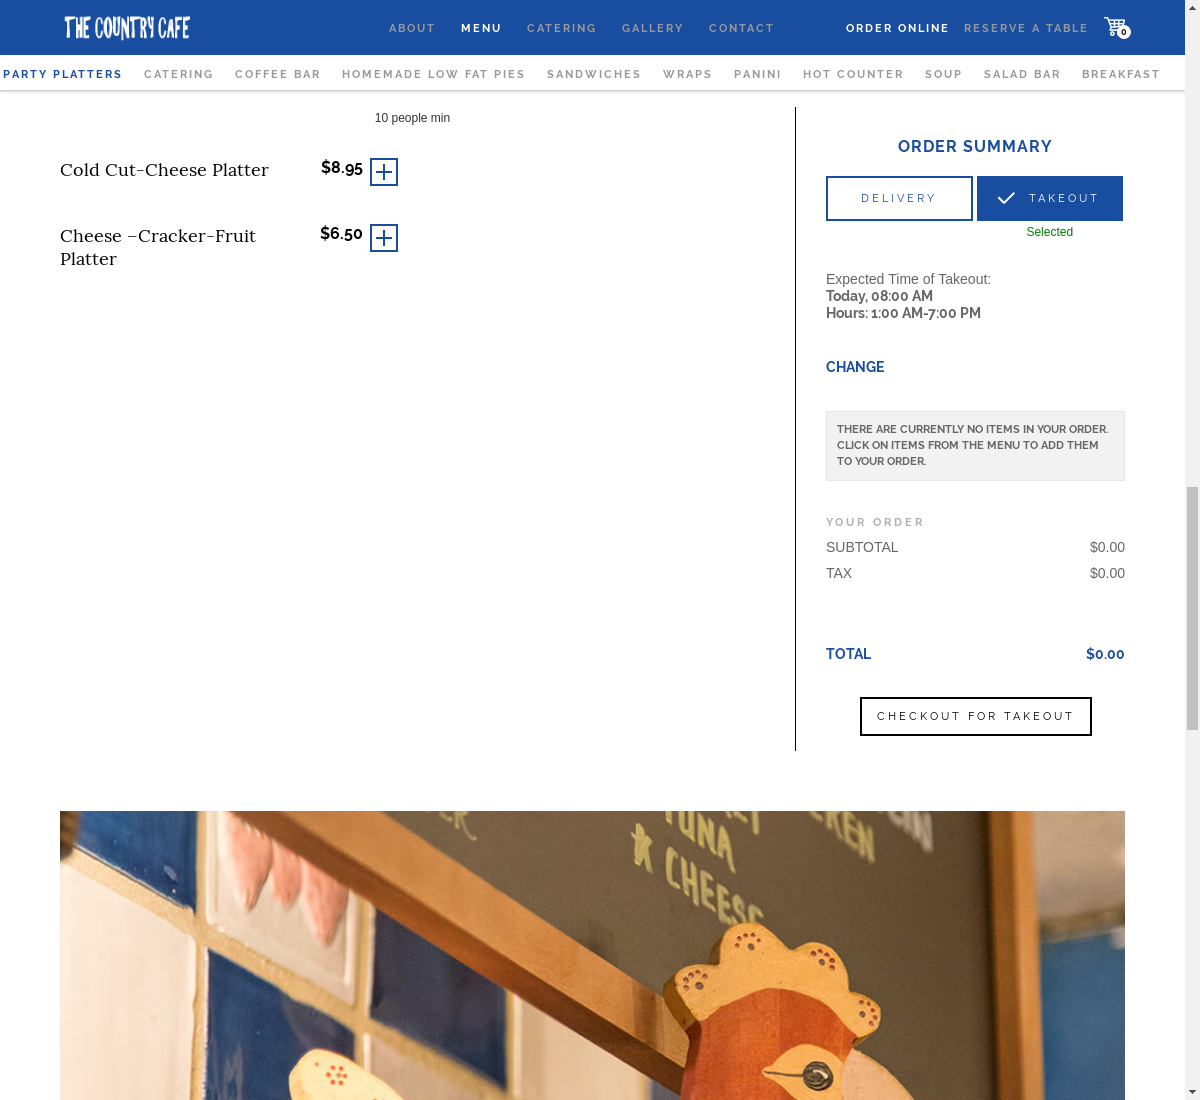 THE COUNTRY CAFE
ABOUT MENU CATERING GALLERY CONTACT ORDER ONLINE RESERVE A TABLE 0
PARTY PLATTERS CATERING COFFEE BAR HOMEMADE LOW FAT PIES SANDWICHES WRAPS PANINI HOT COUNTER SOUP SALAD BAR BREAKFAST
10 people min
Cold Cut-Cheese Platter $8.95
Cheese –Cracker-Fruit $6.50
Platter
ORDER SUMMARY
DELIVERY TAKEOUT
Selected
Expected Time of Takeout:
Today, 08:00 AM
Hours: 1:00 AM-7:00 PM
CHANGE
THERE ARE CURRENTLY NO ITEMS IN YOUR ORDER.
CLICK ON ITEMS FROM THE MENU TO ADD THEM
TO YOUR ORDER.
YOUR ORDER
SUBTOTAL $0.00
TAX $0.00
TOTAL $0.00
CHECKOUT FOR TAKEOUT
TUNA
& CHEESE